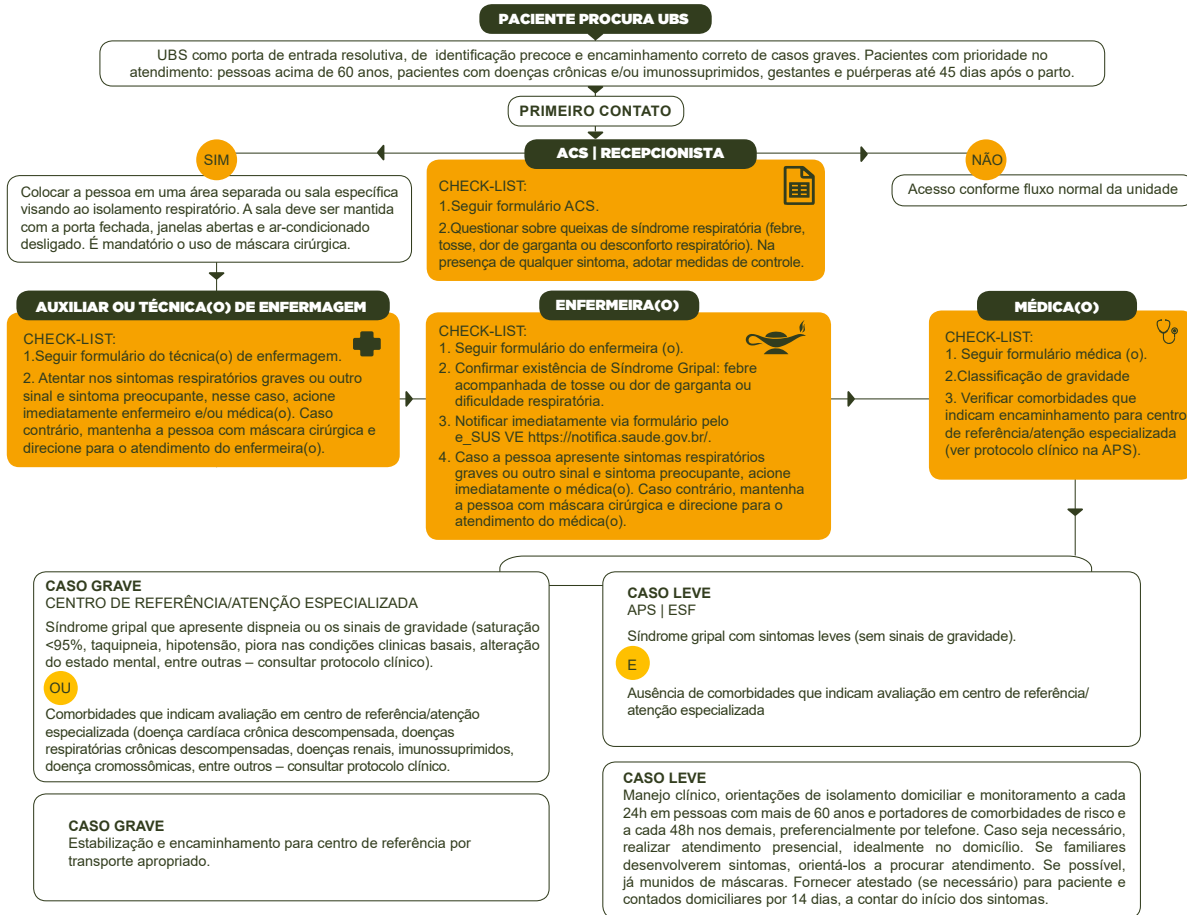 PACIENTE PROCURA UBS
UBS como porta de entrada resolutiva, de identificação precoce e encaminhamento correto de casos graves. Pacientes com prioridade no
atendimento: pessoas acima de 60 anos, pacientes com doenças crônicas e/ou imunossuprimidos, gestantes e puérperas até 45 dias após o parto.
PRIMEIRO CONTATO
SIM
Colocar a pessoa em uma área separada ou sala específica
visando ao isolamento respiratório. A sala deve ser mantida
com a porta fechada, janelas abertas e ar-condicionado
desligado. É mandatório o uso de máscara cirúrgica.
ACS | RECEPCIONISTA
CHECK-LIST:
1.Seguir formulário ACS.
2.Questionar sobre queixas de síndrome respiratória (febre,
tosse, dor de garganta ou desconforto respiratório). Na
presença de qualquer sintoma, adotar medidas de controle.
NÃO
Acesso conforme fluxo normal da unidade
AUXILIAR OU TÉCNICA(O) DE ENFERMAGEM
CHECK-LIST:
1.Seguir formulário do técnica(o) de enfermagem.
2. Atentar nos sintomas respiratórios graves ou outro
sinal e sintoma preocupante, nesse caso, acione
imediatamente enfermeiro e/ou médica(o). Caso
contrário, mantenha a pessoa com máscara cirúrgica e
direcione para o atendimento do enfermeira(o).
ENFERMEIRA(O)
CHECK-LIST:
1. Seguir formulário do enfermeira (o).
2. Confirmar existência de Síndrome Gripal: febre
acompanhada de tosse ou dor de garganta ou
dificuldade respiratória.
3. Notificar imediatamente via formulário pelo
e_SUS VE https://notifica.saude.gov.br/.
4. Caso a pessoa apresente sintomas respiratórios
graves ou outro sinal e sintoma preocupante, acione
imediatamente o médica(o). Caso contrário, mantenha
a pessoa com máscara cirúrgica e direcione para o
atendimento do médica(o).
MÉDICA(O)
CHECK-LIST:
1. Seguir formulário médica (o).
2.Classificação de gravidade
3. Verificar comorbidades que
indicam encaminhamento para centro
de referência/atenção especializada
(ver protocolo clínico na APS).
CASO GRAVE
CENTRO DE REFERÊNCIA/ATENÇÃO ESPECIALIZADA
Síndrome gripal que apresente dispneia ou os sinais de gravidade (saturação
<95%, taquipneia, hipotensão, piora nas condições clinicas basais, alteração
do estado mental, entre outras – consultar protocolo clínico).
OU
Comorbidades que indicam avaliação em centro de referência/atenção
especializada (doença cardíaca crônica descompensada, doenças
respiratórias crônicas descompensadas, doenças renais, imunossuprimidos,
doença cromossômicas, entre outros – consultar protocolo clínico.
CASO LEVE
APS | ESF
Síndrome gripal com sintomas leves (sem sinais de gravidade).
E
Ausência de comorbidades que indicam avaliação em centro de referência/
atenção especializada
CASO GRAVE
Estabilização e encaminhamento para centro de referência por
transporte apropriado.
CASO LEVE
Manejo clínico, orientações de isolamento domiciliar e monitoramento a cada
24h em pessoas com mais de 60 anos e portadores de comorbidades de risco e
a cada 48h nos demais, preferencialmente por telefone. Caso seja necessário,
realizar atendimento presencial, idealmente no domicílio. Se familiares
desenvolverem sintomas, orientá-los a procurar atendimento. Se possível,
já munidos de máscaras. Fornecer atestado (se necessário) para paciente e
contados domiciliares por 14 dias, a contar do início dos sintomas.